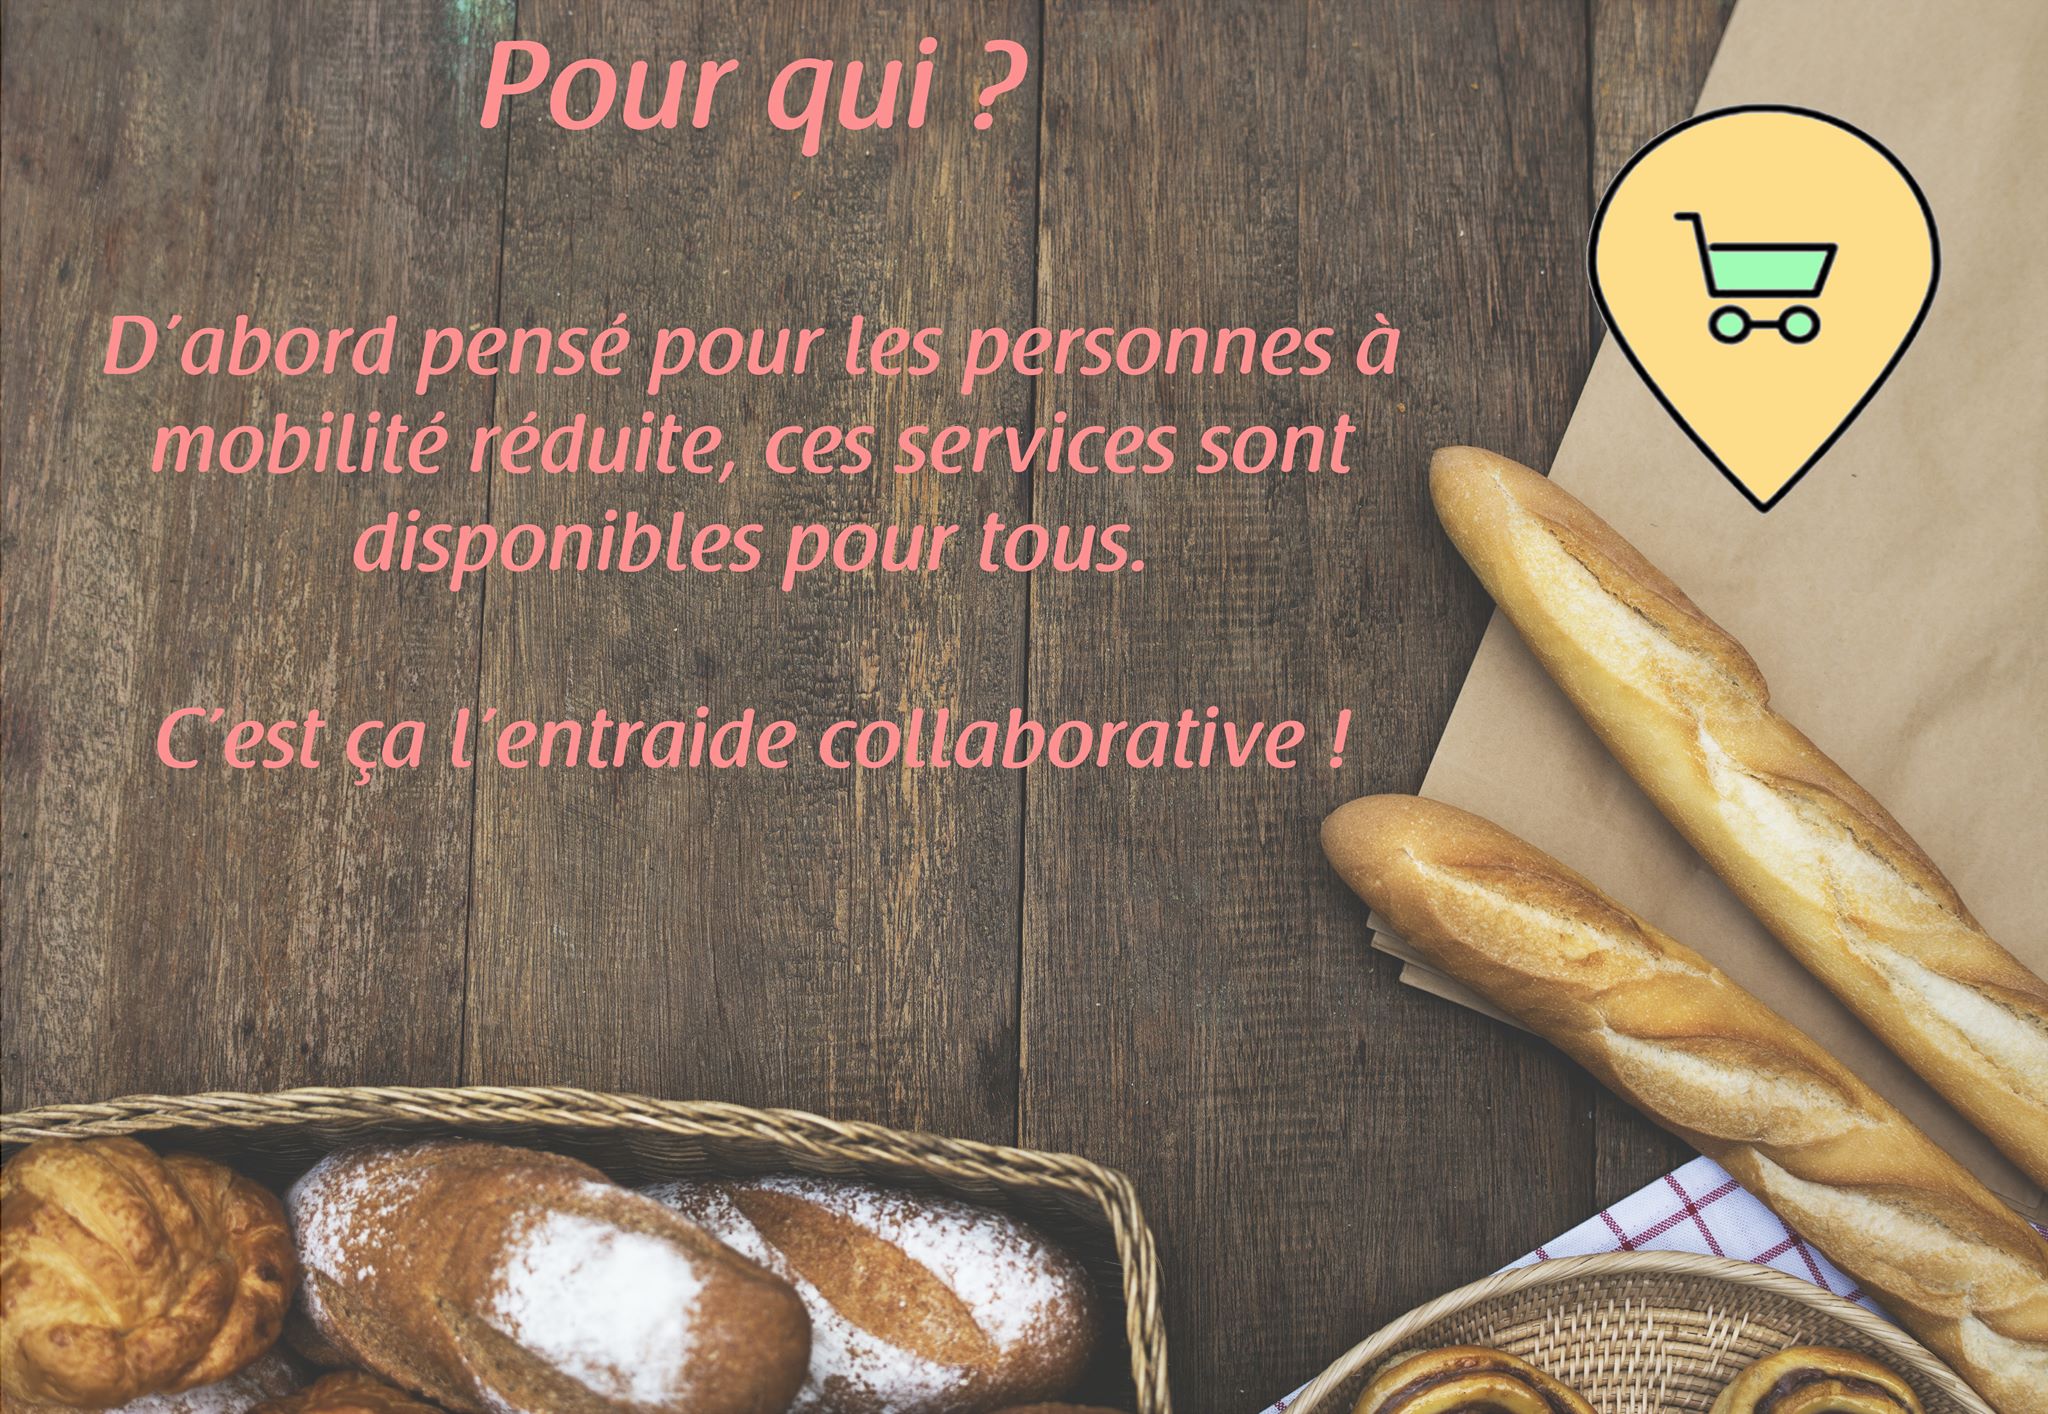 Pour qui ?
D'abord pensé pour les personnes à
mobilité réduite, ces services sont
disponibles pour tous.
C'est ça l'entraide collaborative !